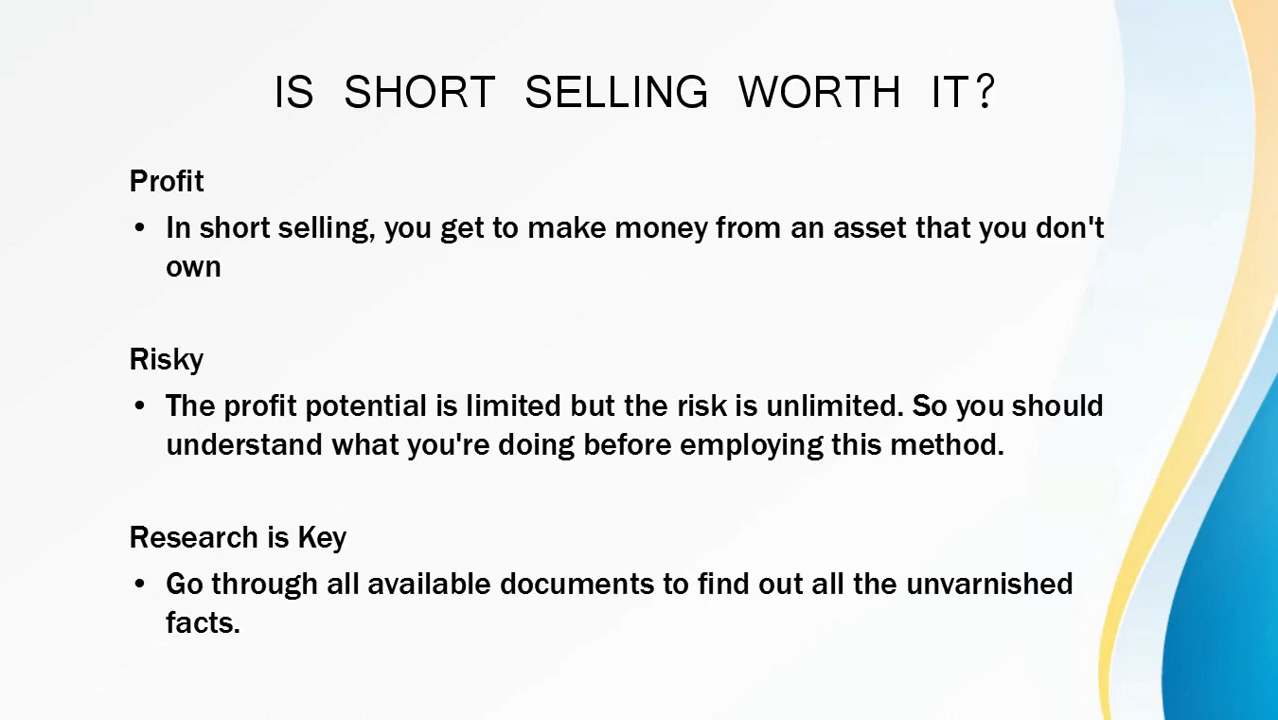 IS SHORT SELLING WORTH IT?
Profit
• In short selling, you get to make money from an asset that you don't
own
Risky
• The profit potential is limited but the risk is unlimited. So you should
understand what you're doing before employing this method.
Research is Key
• Go through all available documents to find out all the unvarnished
facts.